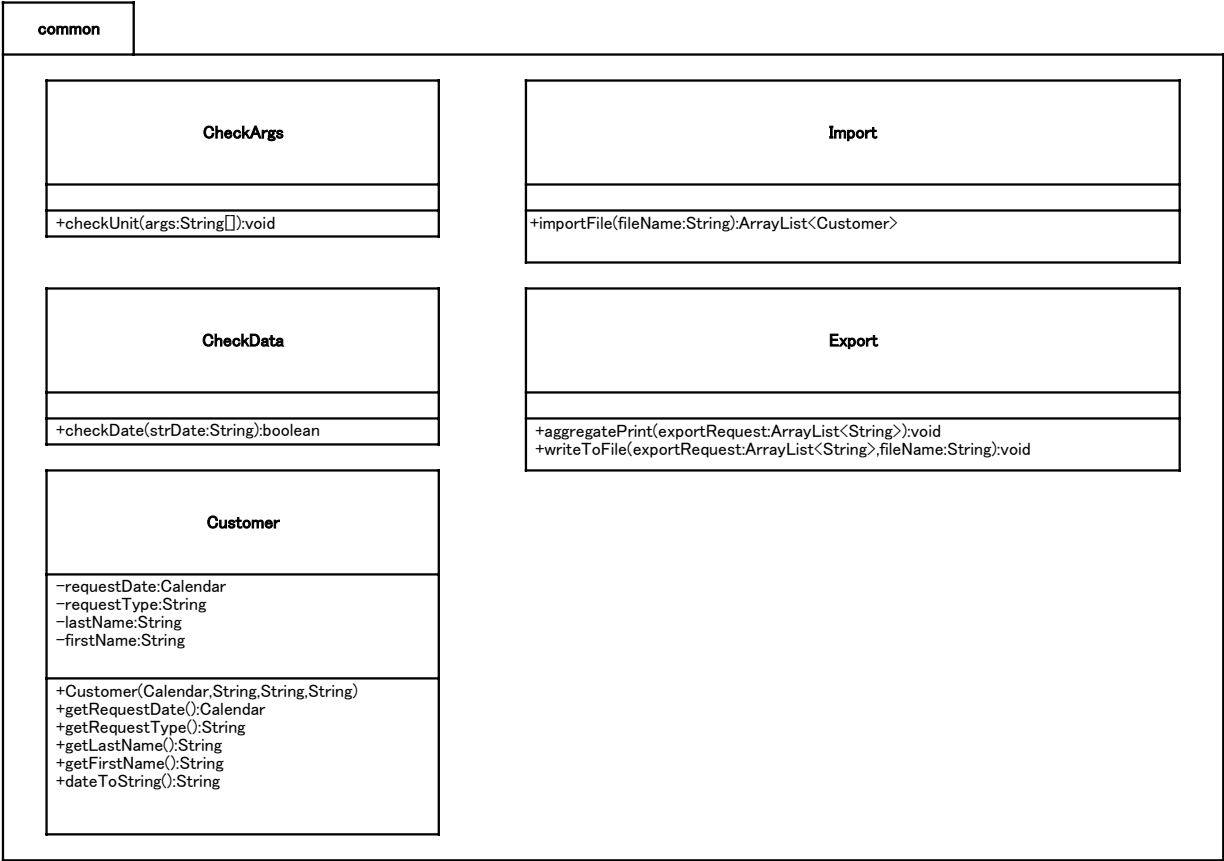 common
CheckArgs
+checkUnit(args:String[]):void
Import
+importFile(fileName:String):ArrayList<Customer>
CheckData
+checkDate(strDate:String):boolean
Export
+aggregatePrint(exportRequest:ArrayList<String>):void
+writeToFile(exportRequest:ArrayList<String>,fileName:String):void
Customer
-requestDate:Calendar
-requestType:String
-lastName:String
-firstName:String
+Customer(Calendar,String,String,String)
+getRequestDate():Calendar
+getRequestType():String
+getLastName():String
+getFirstName():String
+dateToString():String